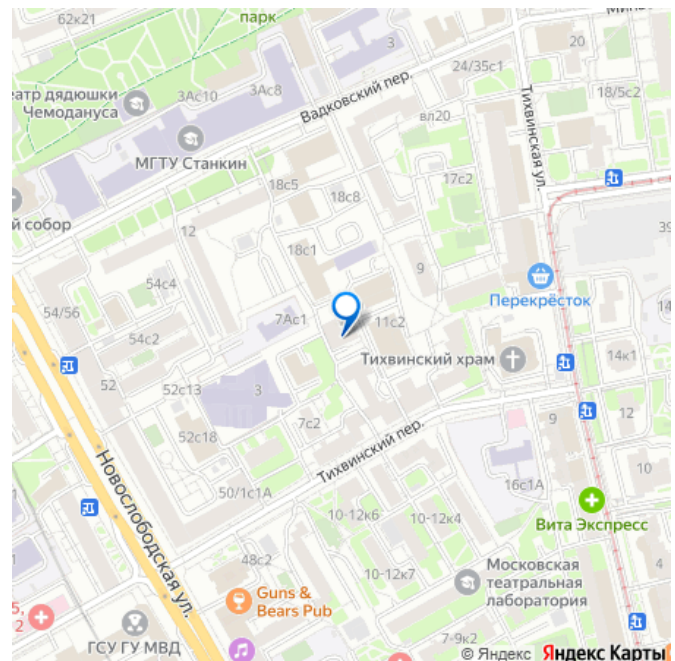 62к21
парк
3
20
24/35с1
Тихвинская ул.
18/5с2
атр дядюшки
Чемодануса
3Ас10
3Ас8
Вадковский пер.
вл20
МГТУ Станкин
18с5
17с2
18с8
й собор
12
18с1
39
9
54с4
Перекрёсток
54/56
7Ас1
11с2
14
54с2
Тихвинский храм
14к1
52
52с13
3
7с2
9
12
52с18
Тихвинский пер.
10
Новослободская ул.
50/1с1А
16с1А
10-12к6
10-12к4
Вита Экспресс
48с2
10-12к7
Московская
театральная
лаборатория
4
Guns &
Bears Pub
5,
2
ГСУ ГУ МВД
7-9к2
© Яндекс Яндекс Карты